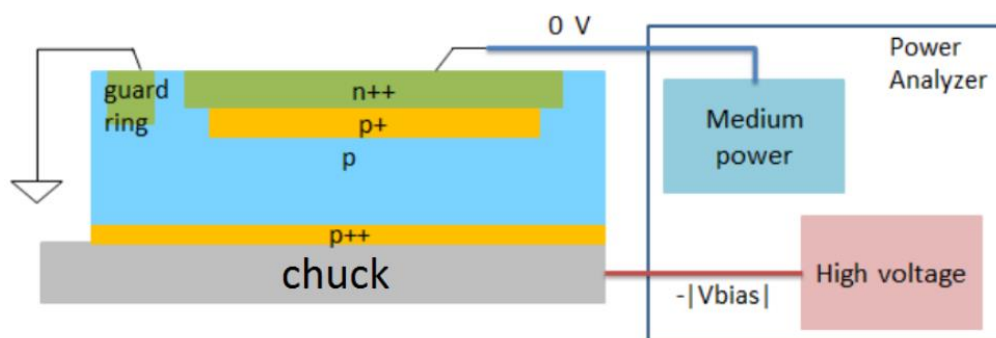 0 V
Power
Analyzer
guard
ring
n++
p+
p
Medium
power
p++
chuck
-|Vbias|
High voltage